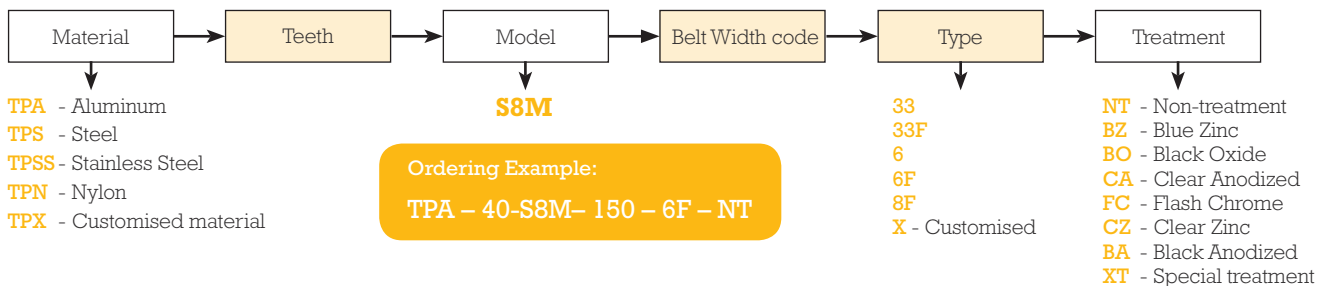 Material
Teeth
Model
Belt Width code
Type
Treatment
TPA - Aluminum
TPS - Steel
TPSS - Stainless Steel
TPN - Nylon
TPX - Customised material
S8M
Ordering Example:
TPA – 40-S8M– 150 – 6F – NT
33
33F
6
6F
8F
X - Customised
NT - Non-treatment
BZ - Blue Zinc
BO - Black Oxide
CA - Clear Anodized
FC - Flash Chrome
CZ - Clear Zinc
BA - Black Anodized
XT - Special treatment